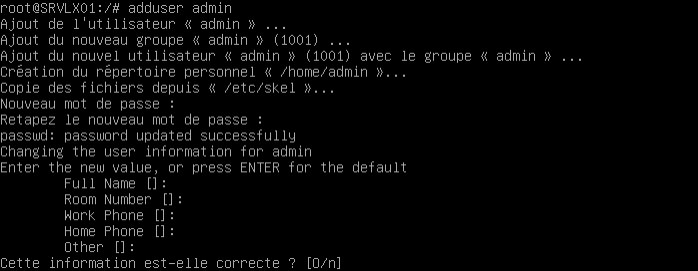 root@SRVLX01:/# adduser admin
Ajout de l'utilisateur « admin » ...
Ajout du nouveau groupe « admin » (1001) ...
Ajout du nouvel utilisateur « admin » (1001) avec le groupe « admin » ...
Création du répertoire personnel « /home/admin »...
Copie des fichiers depuis « /etc/skel »...
Nouveau mot de passe :
Retapez le nouveau mot de passe :
passwd: password updated successfully
Changing the user information for admin
Enter the new value, or press ENTER for the default
Full Name []:
Room Number []:
Work Phone []:
Home Phone []:
Other []:
Cette information est-elle correcte ? [O/n]